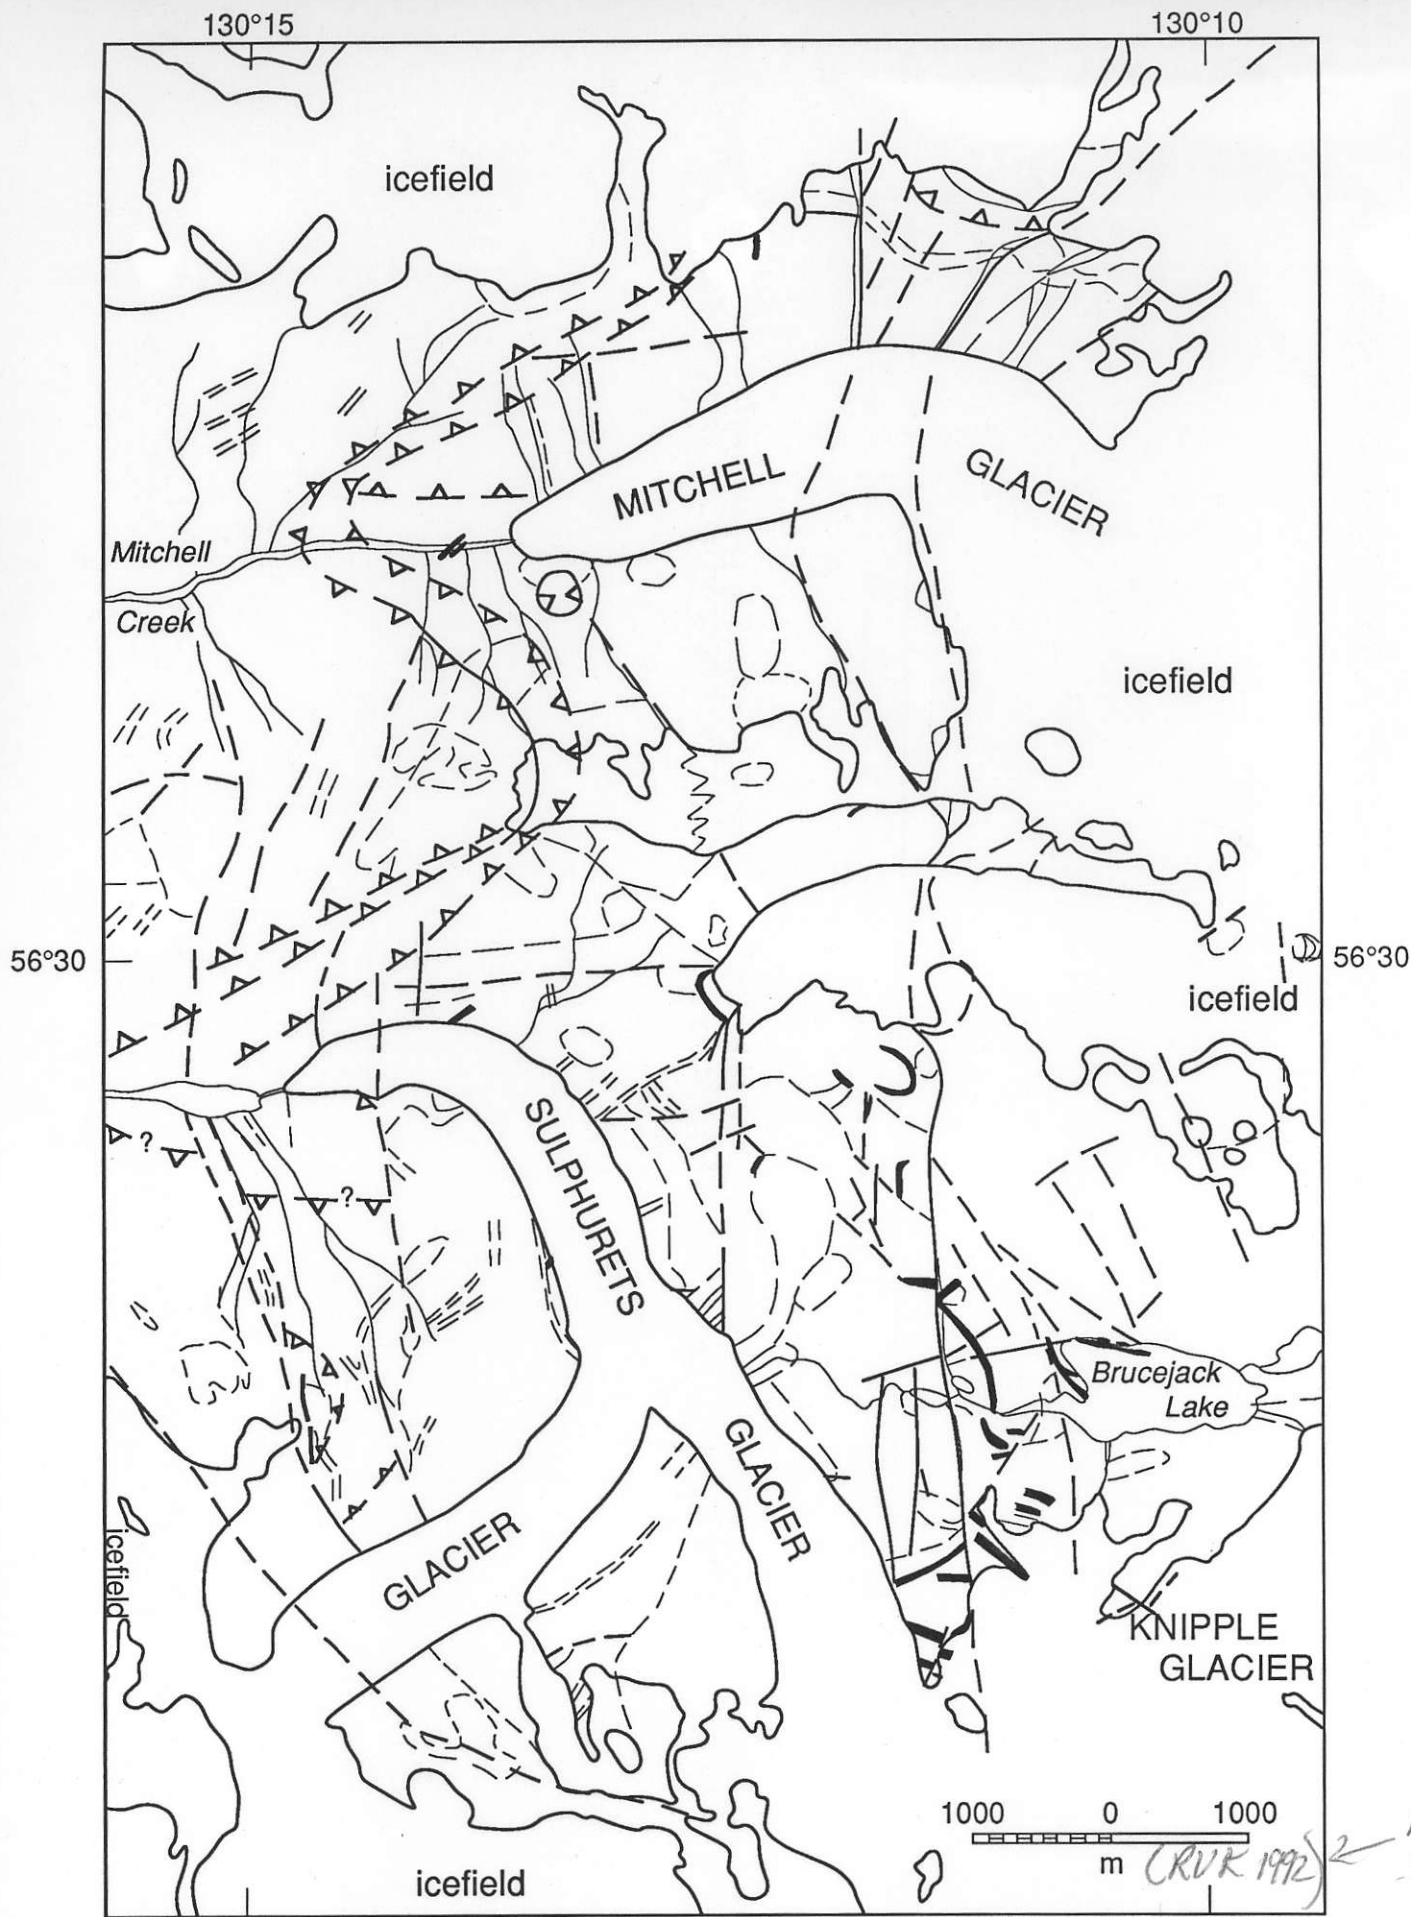 130°15
130°10
icefield
MITCHELL
GLACIER
Mitchell
Creek
icefield
56°30
56°30
icefield
SULPHURETS
?
?
Brucejack
Lake
GLACIER
GLACIER
icefield
KNIPPLE
GLACIER
1000 0 1000
m
(RVK 1992)
icefield